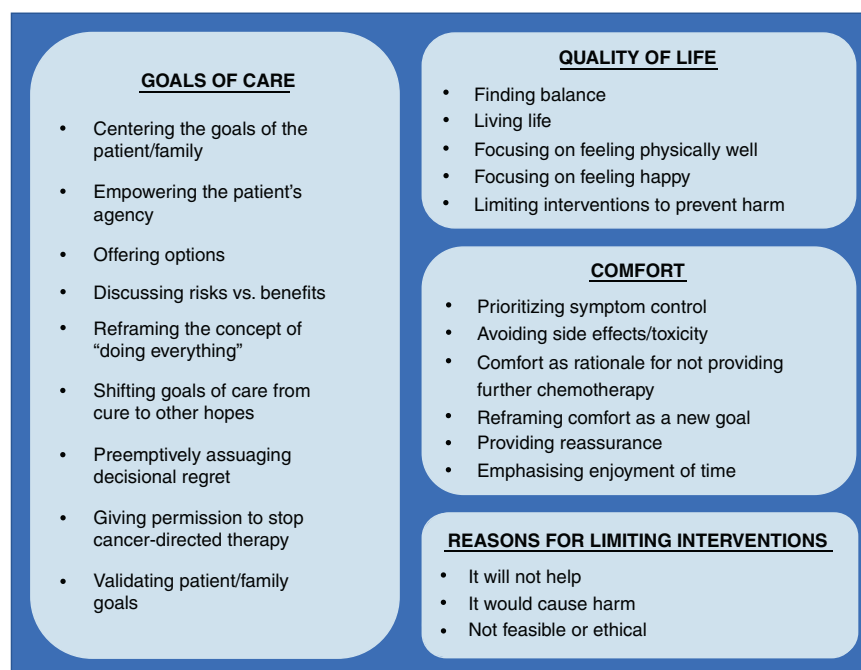 GOALS OF CARE
• Centering the goals of the
patient/family
• Empowering the patient's
agency
• Offering options
• Discussing risks vs. benefits
• Reframing the concept of
“doing everything”
• Shifting goals of care from
cure to other hopes
• Preemptively assuaging
decisional regret
• Giving permission to stop
cancer-directed therapy
• Validating patient/family
goals
QUALITY OF LIFE
• Finding balance
• Living life
• Focusing on feeling physically well
• Focusing on feeling happy
• Limiting interventions to prevent harm
COMFORT
• Prioritizing symptom control
• Avoiding side effects/toxicity
• Comfort as rationale for not providing
further chemotherapy
• Reframing comfort as a new goal
• Providing reassurance
• Emphasising enjoyment of time
REASONS FOR LIMITING INTERVENTIONS
• It will not help
• It would cause harm
• Not feasible or ethical